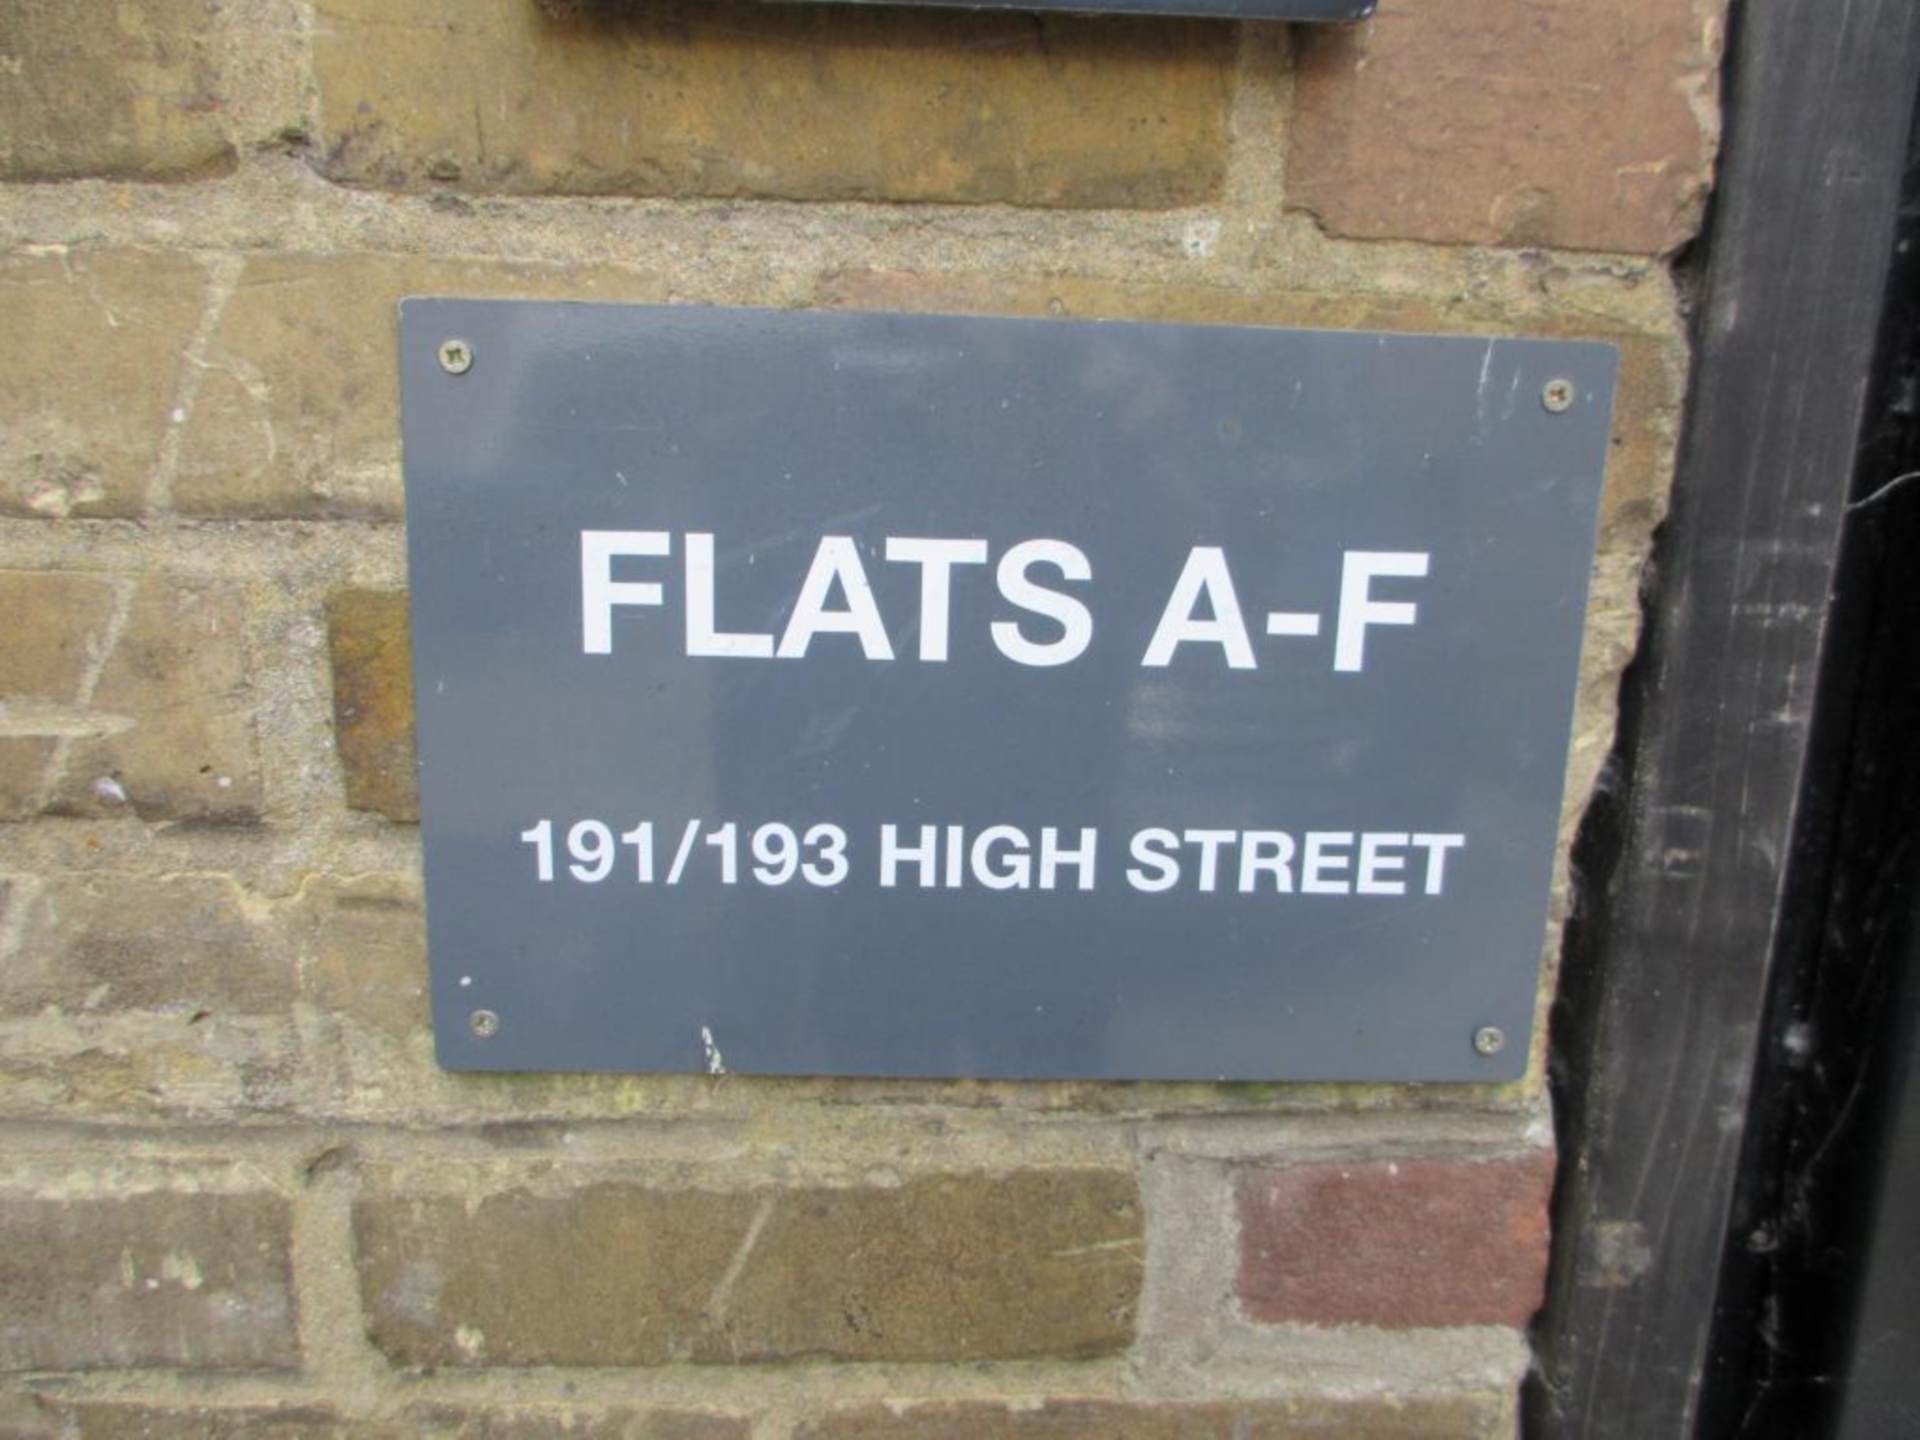 FLATS A-F
191/193 HIGH STREET